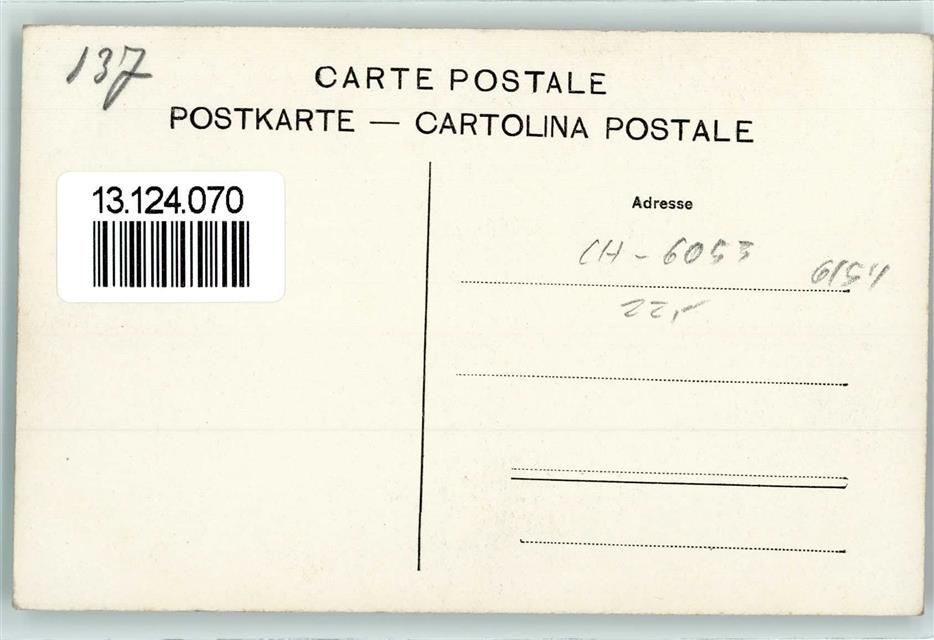 137
CARTE POSTALE
POSTKARTE — CARTOLINA POSTALE
13.124.070
Adresse
CH - 6053
6154